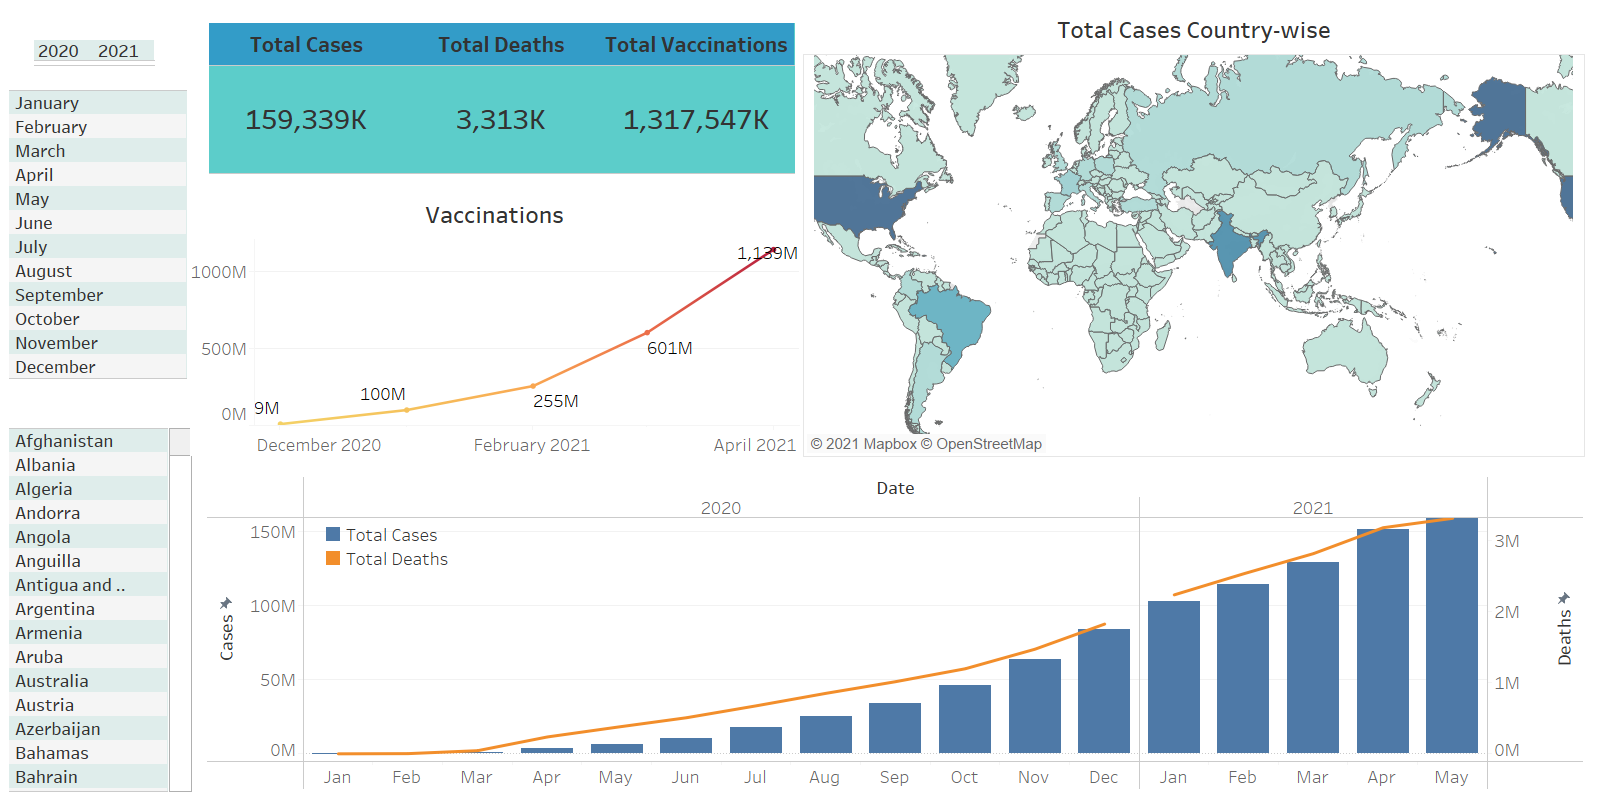 2020 2021
January
February
March
April
May
June
July
August
September
October
November
December
Afghanistan
Albania
Algeria
Andorra
Angola
Anguilla
Antigua and ..
Argentina
Armenia
Aruba
Australia
Austria
Azerbaijan
Bahamas
Bahrain
Total Cases Total Deaths Total Vaccinations
159,339K 3,313K 1,317,547K
Vaccinations
1000M
500M
0M
9M
100M
255M
601M
1,139M
December 2020 February 2021 April 2021
Total Cases Country-wise
© 2021 Mapbox © OpenStreetMap
Date
2020 2021
Total Cases
Total Deaths
Cases
150M
100M
50M
0M
Deaths
3M
2M
1M
0M
Jan Feb Mar Apr May Jun Jul Aug Sep Oct Nov Dec Jan Feb Mar Apr May